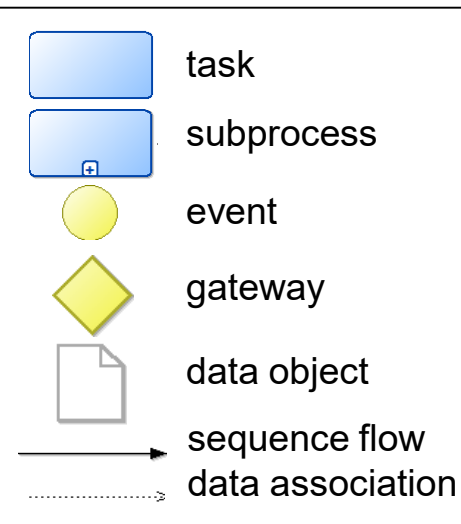 task
subprocess
event
gateway
data object
sequence flow
data association